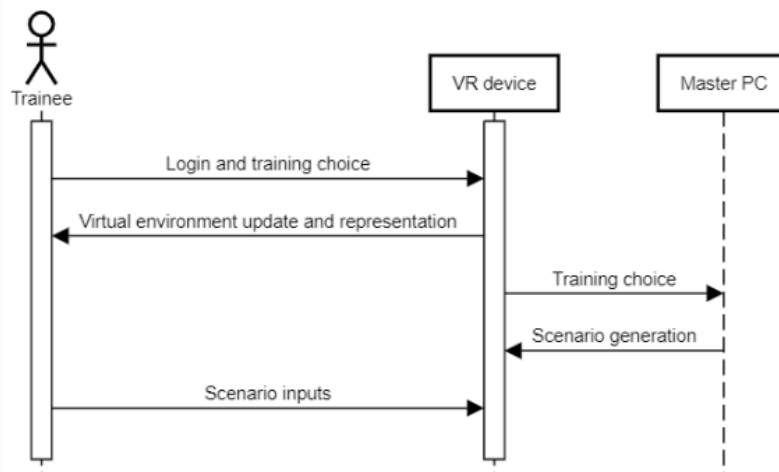 Trainee
VR device
Master PC
Login and training choice
Virtual environment update and representation
Training choice
Scenario generation
Scenario inputs